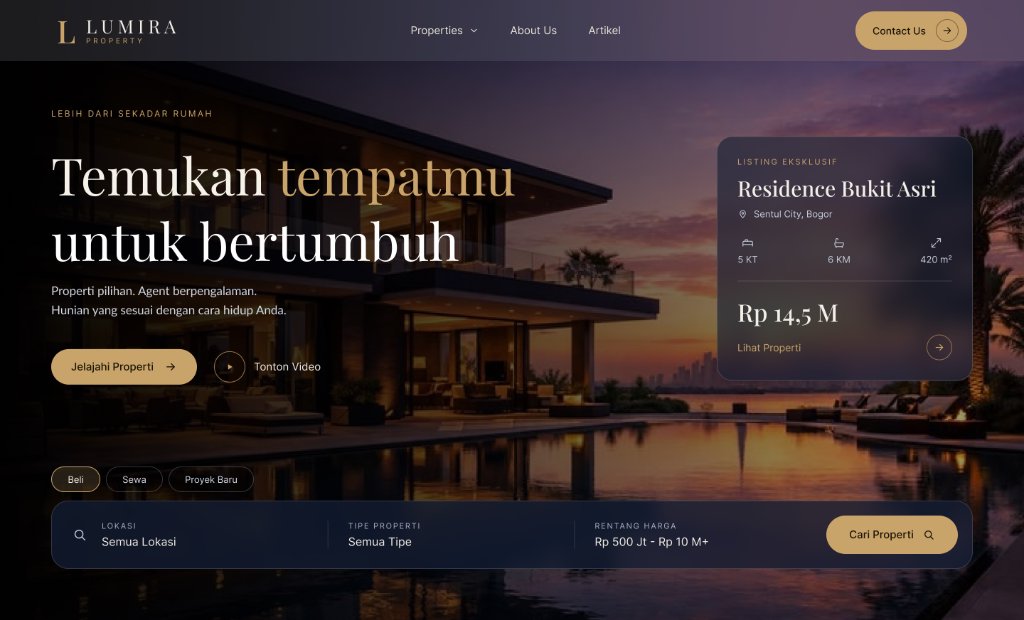 L LUMIRA
PROPERTY
Properties
About Us
Artikel
Contact Us
LEBIH DARI SEKADAR RUMAH
Temukan tempatmu
untuk bertumbuh
Properti pilihan. Agent berpengalaman.
Hunian yang sesuai dengan cara hidup Anda.
Jelajahi Properti
Tonton Video
LISTING EKSKLUSIF
Residence Bukit Asri
Sentul City, Bogor
5 KT
6 KM
420 m²
Rp 14,5 M
Lihat Properti
Beli
Sewa
Proyek Baru
LOKASI
Semua Lokasi
TIPE PROPERTI
Semua Tipe
RENTANG HARGA
Rp 500 Jt - Rp 10 M+
Cari Properti